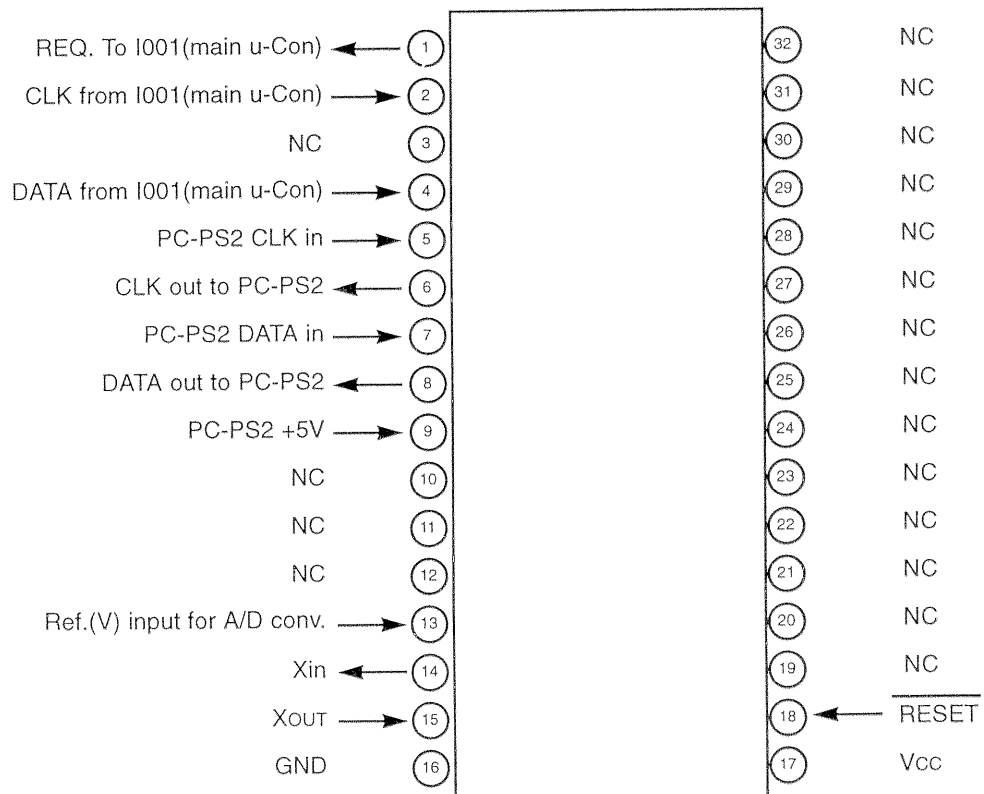 REQ. To I001(main u-Con) 1
CLK from I001(main u-Con) 2
NC 3
DATA from I001(main u-Con) 4
PC-PS2 CLK in 5
CLK out to PC-PS2 6
PC-PS2 DATA in 7
DATA out to PC-PS2 8
PC-PS2 +5V 9
NC 10
NC 11
NC 12
Ref.(V) input for A/D conv. 13
Xin 14
XOUT 15
GND 16
32 NC
31 NC
30 NC
29 NC
28 NC
27 NC
26 NC
25 NC
24 NC
23 NC
22 NC
21 NC
20 NC
19 NC
18 RESET
17 Vcc